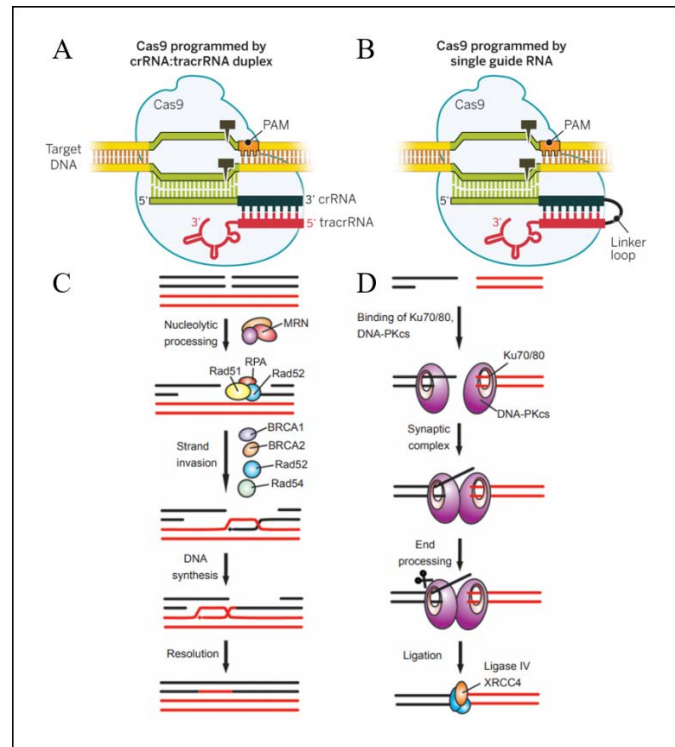 A
Cas9 programmed by
crRNA:tracrRNA duplex
Cas9
PAM
Target
DNA
5'
3' crRNA
3'
5' tracrRNA
B
Cas9 programmed by
single guide RNA
Cas9
PAM
5'
3'
Linker
loop
C
Nucleolytic
processing
MRN
RPA
Rad51
Rad52
Strand
invasion
BRCA1
BRCA2
Rad52
Rad54
DNA
synthesis
Resolution
D
Binding of Ku70/80,
DNA-PKcs
Ku70/80
DNA-PKcs
Synaptic
complex
End
processing
Ligation
Ligase IV
XRCC4